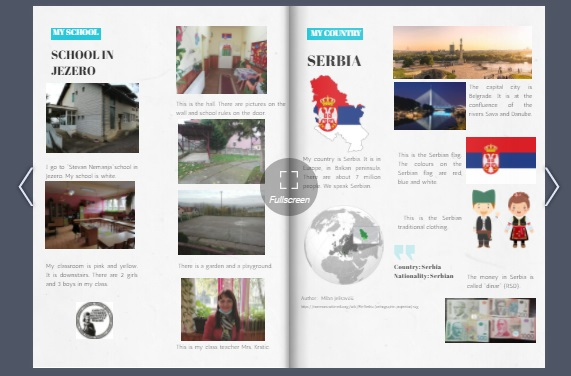 MY SCHOOL
SCHOOL IN
JEZERO
I go to "Stevan Nemanja" school in
Jezero. My school is white.
My classroom is pink and yellow.
It is downstairs. There are 2 girls
and 3 boys in my class.
This is the hall. There are pictures on the
wall and school rules on the door.
There is a garden and a playground.
This is my class teacher Mrs.
MY COUNTRY
SERBIA
My country is Serbia. It is in
Europe, in Balkan peninsula.
There are about 7 million
people. We speak Serbian.
Author:
The capital city is
Belgrade. It is at the
confluence of the
rivers Sava and Danube.
This is the Serbian flag.
The colours on the
Serbian flag are red,
blue and white.
This is the Serbian
traditional clothing.
Country: Serbia
Nationality: Serbian
The money in Serbia is
called "dinar" (RSD).
Fullscreen